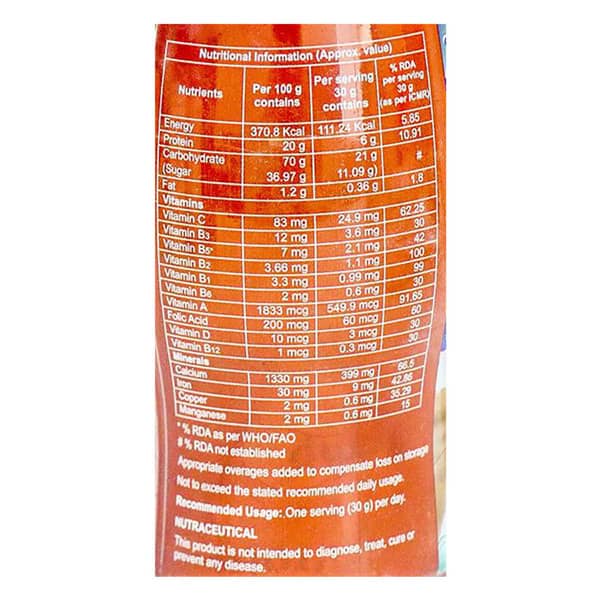 Nutritional Information (Approx. Value)
Nutrients Per 100 g contains Per serving 30 g contains % RDA per serving 30 g (as per ICMR)
Energy 370.8 Kcal 111.24 Kcal 5.85
Protein 20 g 6 g 10.91
Carbohydrate 70 g 21 g #
(Sugar 36.97 g 11.09 g)
Fat 1.2 g 0.36 g 1.8
Vitamins
Vitamin C 83 mg 24.9 mg 62.25
Vitamin B3 12 mg 3.6 mg 30
Vitamin B5* 7 mg 2.1 mg 42
Vitamin B2 3.66 mg 1.1 mg 100
Vitamin B1 3.3 mg 0.99 mg 99
Vitamin B6 2 mg 0.6 mg 30
Vitamin A 1833 mcg 549.9 mcg 91.65
Folic Acid 200 mcg 60 mcg 60
Vitamin D 10 mcg 3 mcg 30
Vitamin B12 1 mcg 0.3 mcg 30
Minerals
Calcium 1330 mg 399 mg 66.5
Iron 30 mg 9 mg 42.86
Copper 2 mg 0.6 mg 35.29
Manganese 2 mg 0.6 mg 15
* % RDA as per WHO/FAO
# % RDA not established
Appropriate overages added to compensate loss on storage
Not to exceed the stated recommended daily usage.
Recommended Usage: One serving (30 g) per day.
NUTRACEUTICAL
This product is not intended to diagnose, treat, cure or
prevent any disease.